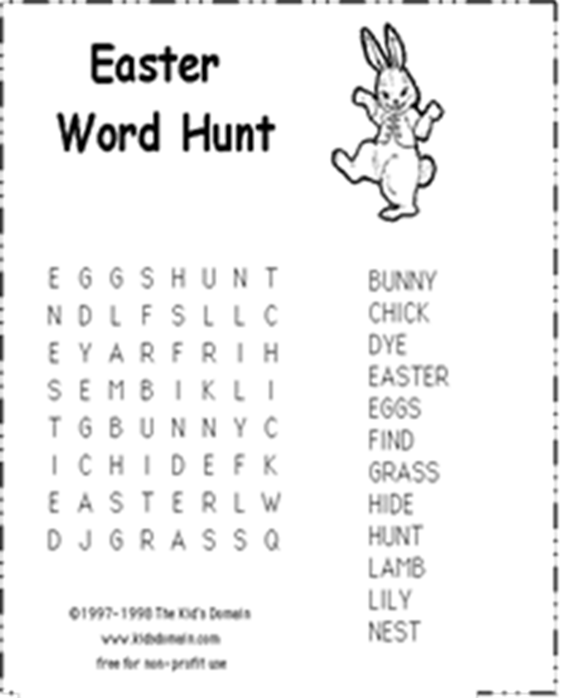 Easter
Word Hunt
E G G S H U N T
N D L F S L L C
E Y A R F R I H
S E M B I K L I
T G B U N N Y C
I C H I D E F K
E A S T E R L W
D J G R A S S Q
BUNNY
CHICK
DYE
EASTER
EGGS
FIND
GRASS
HIDE
HUNT
LAMB
LILY
NEST
©1997-1998 The Kid's Domain
www.kidsdomain.com
free for non-profit use